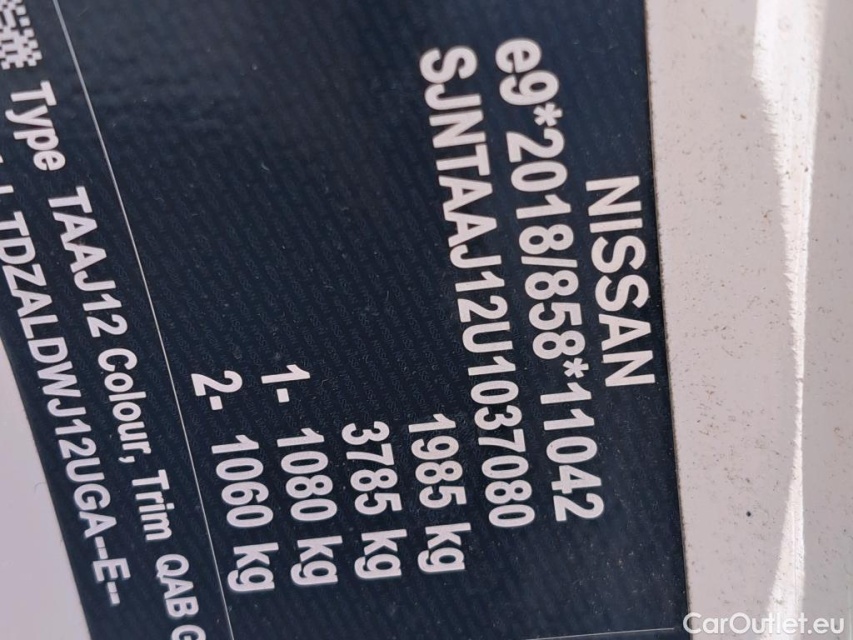 NISSAN
e9*2018/858*11042
SJNTAAJ12U1037080
1985 kg
3785 kg
1- 1080 kg
2- 1060 kg
Type TAAJ12 Colour, Trim QAB G
TDZALDWJ12UGA--E--
CarOutlet.eu